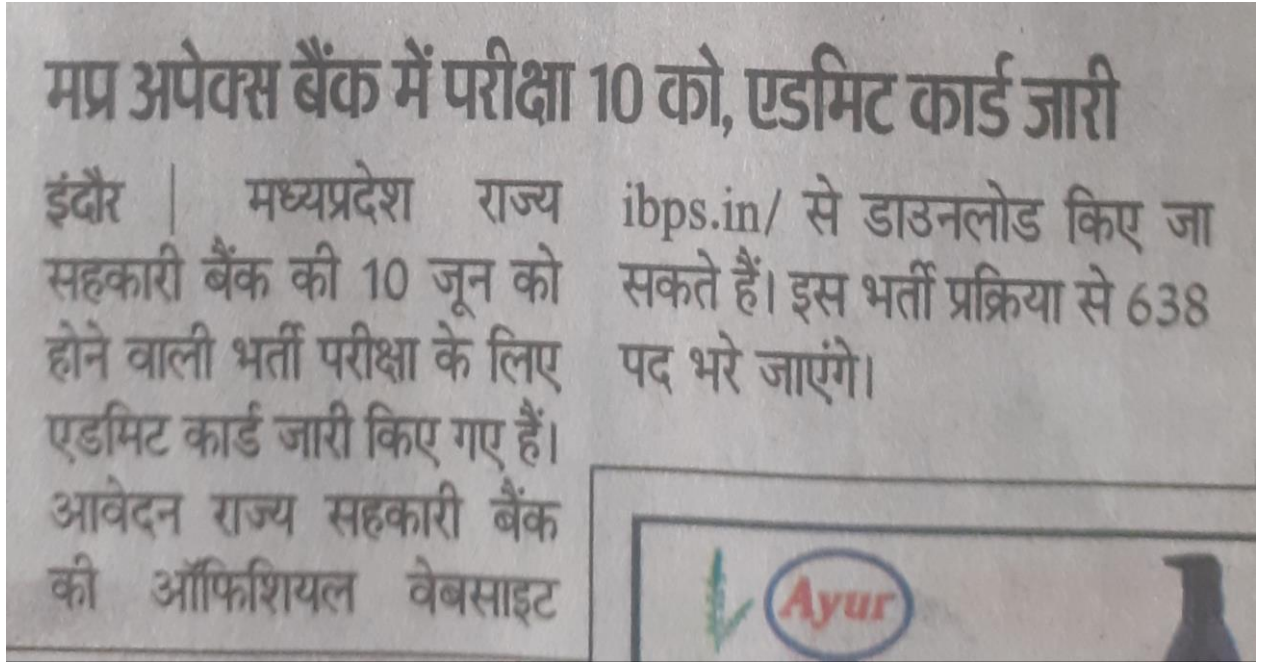 मप्र अपेक्स बैंक में परीक्षा 10 को, एडमिट कार्ड जारी
इंदौर | मध्यप्रदेश राज्य
सहकारी बैंक की 10 जून को
होने वाली भर्ती परीक्षा के लिए
एडमिट कार्ड जारी किए गए हैं।
आवेदन राज्य सहकारी बैंक
की ऑफिशियल वेबसाइट
ibps.in/ से डाउनलोड किए जा
सकते हैं। इस भर्ती प्रक्रिया से 638
पद भरे जाएंगे।
Ayur